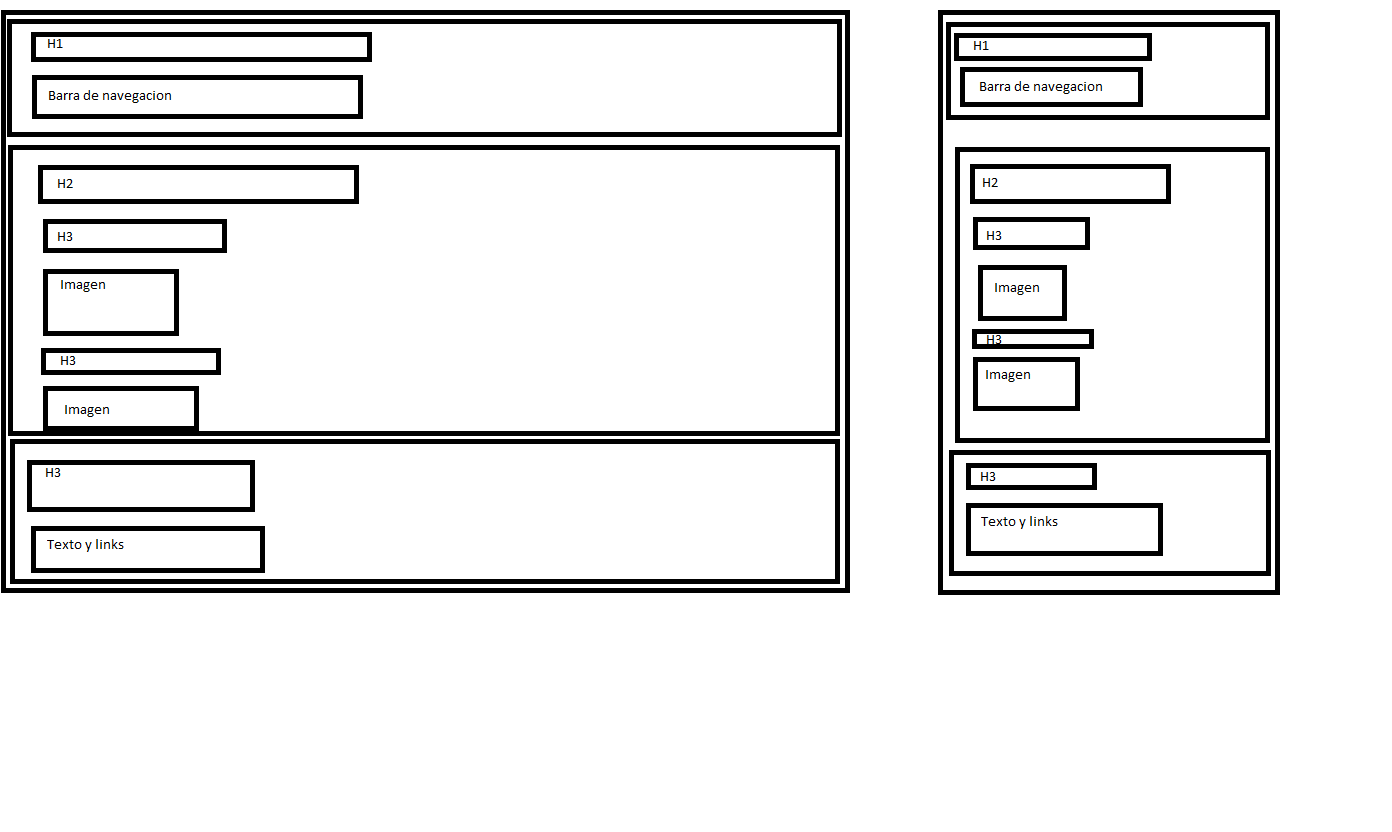 H1
Barra de navegacion
H2
H3
Imagen
H3
Imagen
H3
Texto y links
H1
Barra de navegacion
H2
H3
Imagen
H3
Imagen
H3
Texto y links